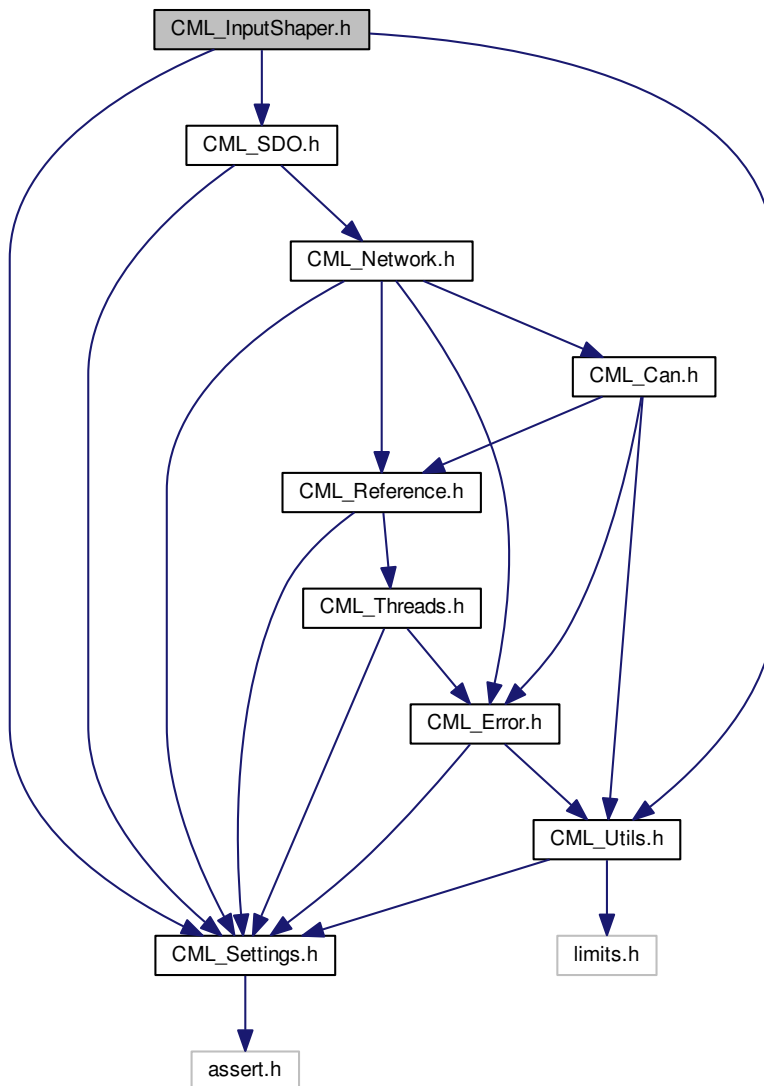 CML_InputShaper.h
CML_SDO.h
CML_Network.h
CML_Can.h
CML_Reference.h
CML_Threads.h
CML_Error.h
CML_Utils.h
CML_Settings.h
limits.h
assert.h